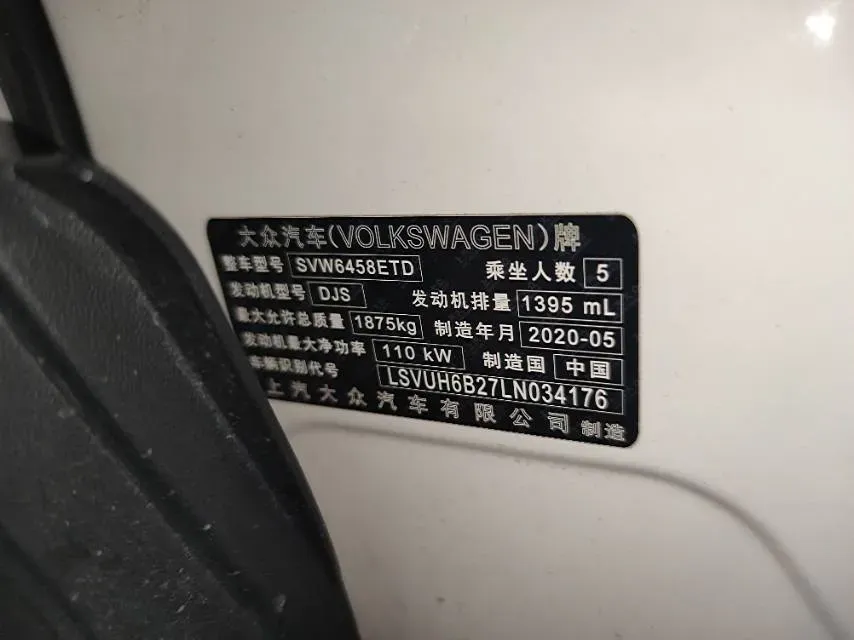 大众汽车(VOLKSWAGEN)牌
整车型号 SVW6458ETD 乘坐人数 5
发动机型号 DJS 发动机排量 1395 mL
最大允许总质量 1875kg 制造年月 2020-05
发动机最大净功率 110 kW 制造国 中国
车辆识别代号 LSVUH6B27LN034176
上汽大众汽车有限公司 制造